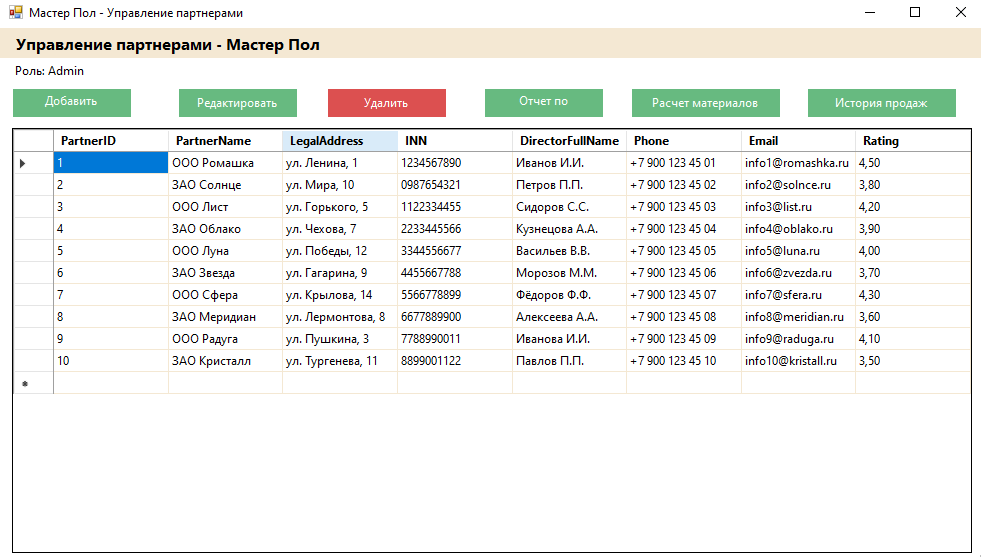 Мастер Пол - Управление партнерами
Управление партнерами - Мастер Пол
Роль: Admin
Добавить Редактировать Удалить Отчет по Расчет материалов История продаж
PartnerID PartnerName LegalAddress INN DirectorFullName Phone Email Rating
1 ООО Ромашка ул. Ленина, 1 1234567890 Иванов И.И. +7 900 123 45 01 info1@romashka.ru 4,50
2 ЗАО Солнце ул. Мира, 10 0987654321 Петров П.П. +7 900 123 45 02 info2@solnce.ru 3,80
3 ООО Лист ул. Горького, 5 1122334455 Сидоров С.С. +7 900 123 45 03 info3@list.ru 4,20
4 ЗАО Облако ул. Чехова, 7 2233445566 Кузнецова А.А. +7 900 123 45 04 info4@oblako.ru 3,90
5 ООО Луна ул. Победы, 12 3344556677 Васильев В.В. +7 900 123 45 05 info5@luna.ru 4,00
6 ЗАО Звезда ул. Гагарина, 9 4455667788 Морозов М.М. +7 900 123 45 06 info6@zvezda.ru 3,70
7 ООО Сфера ул. Крылова, 14 5566778899 Фёдоров Ф.Ф. +7 900 123 45 07 info7@sfera.ru 4,30
8 ЗАО Меридиан ул. Лермонтова, 8 6677889900 Алексеева А.А. +7 900 123 45 08 info8@meridian.ru 3,60
9 ООО Радуга ул. Пушкина, 3 7788990011 Иванова И.И. +7 900 123 45 09 info9@raduga.ru 4,10
10 ЗАО Кристалл ул. Тургенева, 11 8899001122 Павлов П.П. +7 900 123 45 10 info10@kristall.ru 3,50